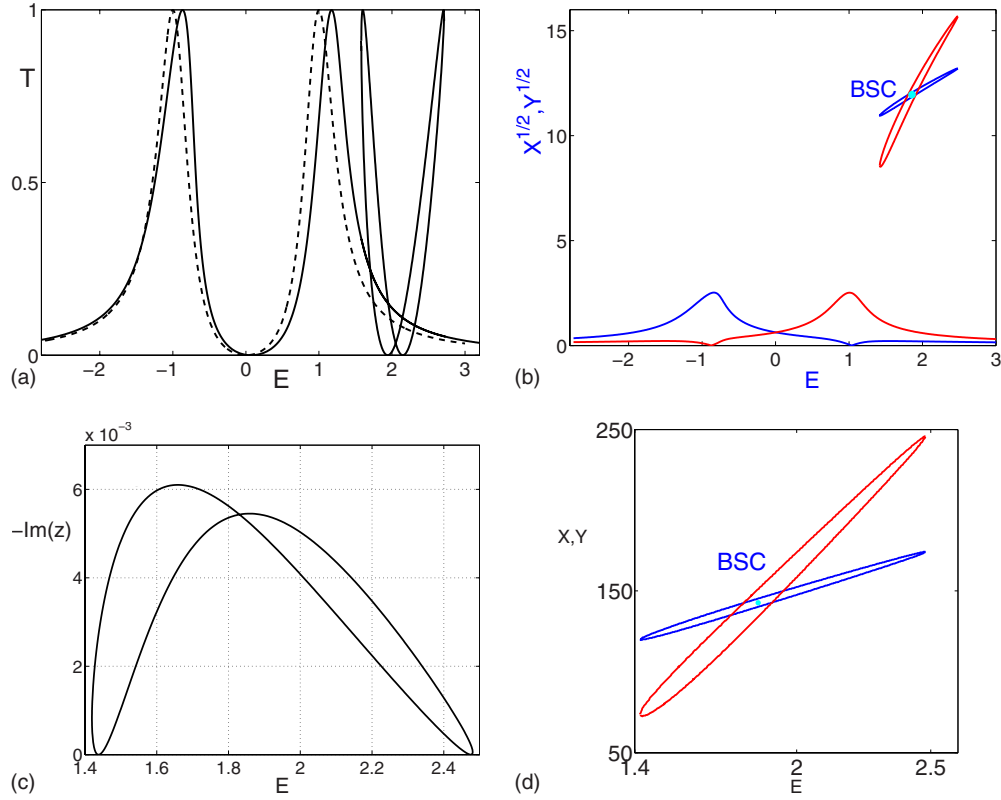 1
T
0.5
0
−2 −1 0 1 2 3
(a) E
15
X^{1/2},Y^{1/2}
BSC
10
5
0
−2 −1 0 1 2 3
(b) E
x 10^{−3}
6
−Im(z)
4
2
0
1.4 1.6 1.8 2 2.2 2.4
(c) E
250
X,Y
BSC
150
50
1.4 2 2.5
(d) E